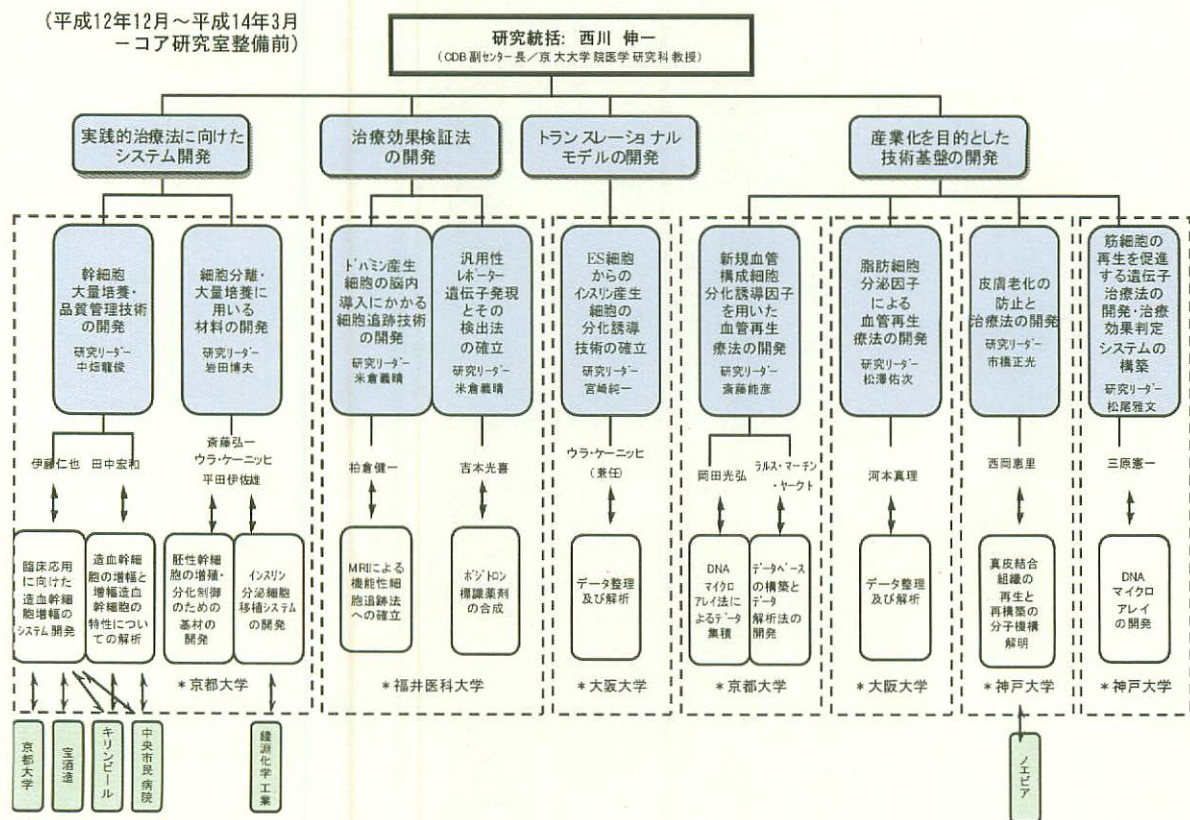 (平成12年12月～平成14年3月
－コア研究室整備前)
研究統括: 西川 伸一
(CDB副センター長／京大大学院医学研究科教授)
実践的治療法に向けた
システム開発
治療効果検証法
の開発
トランスレーショナル
モデルの開発
産業化を目的とした
技術基盤の開発
幹細胞
大量培養・
品質管理技術
の開発
研究リーダー
中畑龍俊
細胞分離・
大量培養に
用いる
材料の開発
研究リーダー
岩田博夫
ドパミン産生
細胞の脳内
導入にかかる
細胞追跡技術
の開発
研究リーダー
米倉義晴
汎用性
レポーター
遺伝子発現
とその
検出法
の確立
研究リーダー
米倉義晴
ES細胞
からの
インスリン産生
細胞の
分化誘導
技術の確立
研究リーダー
宮崎純一
新規血管
構成細胞
分化誘導因子
を用いた
血管再生
療法の開発
研究リーダー
斎藤能彦
脂肪細胞
分泌因子
による
血管再生
療法の開発
研究リーダー
松澤佑次
皮膚老化の
防止と
治療法の開発
研究リーダー
市橋正光
筋細胞の
再生を促進
する遺伝子
治療法の
開発・治療
効果判定
システムの
構築
研究リーダー
松尾雅文
伊藤仁也
田中宏和
斎藤弘一
ウラ・ケーニッヒ
平田伊佐雄
柏倉健一
吉本光喜
ウラ・ケーニッヒ
(兼任)
岡田光弘
ラルス・マーチン
・ヤークト
河本真理
西岡恵里
三原憲一
臨床応用
に向けた
造血幹細
胞増幅の
システム開発
造血幹細
胞の増幅と
増幅造血
幹細胞の
特性につい
ての解析
胚性幹細
胞の増殖・
分化制御
のための
基材の
開発
インスリン
分泌細胞
移植システム
の開発
MRIによる
機能性細
胞追跡法
への確立
ポジトロン
標識薬剤
の合成
データ整理
及び解析
DNA
マイクロ
アレイ法に
よるデータ
集積
データベース
の構築と
データ
解析法の
開発
データ整理
及び解析
真皮結合
組織の
再生と
再構築の
分子機構
解明
DNA
マイクロ
アレイ
の開発
*京都大学
*福井医科大学
*大阪大学
*京都大学
*大阪大学
*神戸大学
*神戸大学
京都大学
宝酒造
キリンビール
中央市民病院
鐘淵化学工業
ノエビア